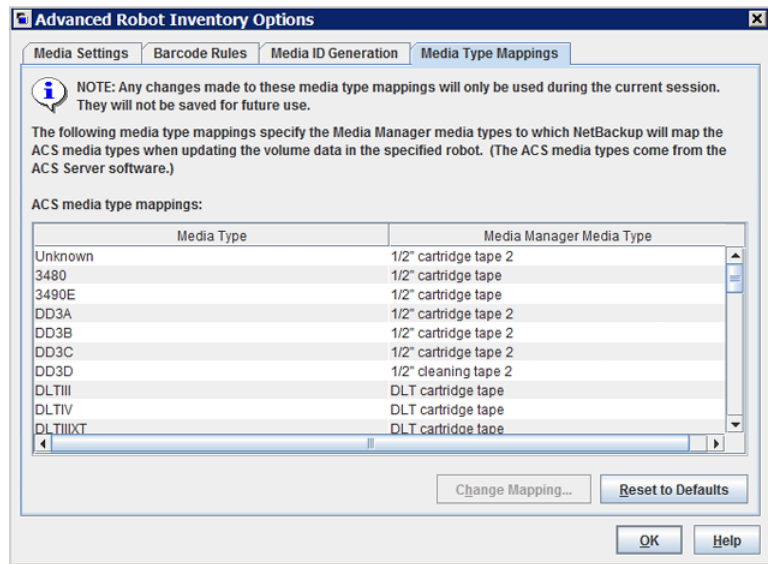 Advanced Robot Inventory Options
Media Settings Barcode Rules Media ID Generation Media Type Mappings
NOTE: Any changes made to these media type mappings will only be used during the current session.
They will not be saved for future use.
The following media type mappings specify the Media Manager media types to which NetBackup will map the
ACS media types when updating the volume data in the specified robot. (The ACS media types come from the
ACS Server software.)
ACS media type mappings:
Media Type Media Manager Media Type
Unknown 1/2" cartridge tape 2
3480 1/2" cartridge tape
3490E 1/2" cartridge tape
DD3A 1/2" cartridge tape 2
DD3B 1/2" cartridge tape 2
DD3C 1/2" cartridge tape 2
DD3D 1/2" cleaning tape 2
DLTIII DLT cartridge tape
DLTIV DLT cartridge tape
DLTIIIXT DLT cartridge tape
Change Mapping... Reset to Defaults
OK Help